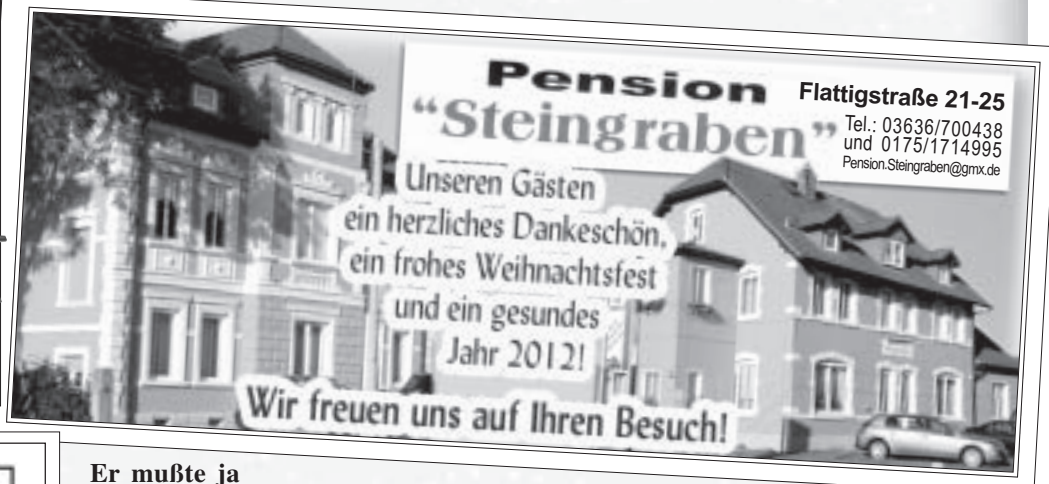 Pension
“Steingraben”
Flattigstraße 21-25
Tel.: 03636/700438
und 0175/1714995
Pension.Steingraben@gmx.de
Unseren Gästen
ein herzliches Dankeschön,
ein frohes Weihnachtsfest
und ein gesundes
Jahr 2012!
Wir freuen uns auf Ihren Besuch!
Er mußte ja